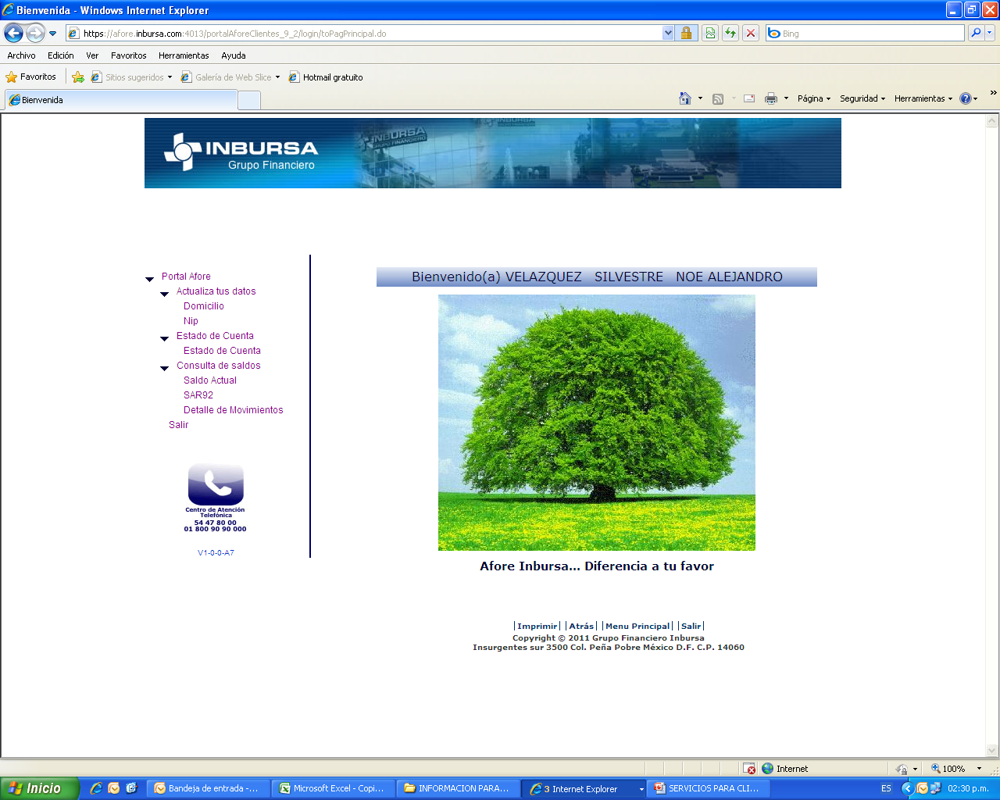 Bienvenida - Windows Internet Explorer
https://afore.inbursa.com:4013/portalAforeClientes_9_2/login/toPagPrincipal.do
Bing
Archivo Edición Ver Favoritos Herramientas Ayuda
Favoritos Sitios sugeridos Galería de Web Slice Hotmail gratuito
Bienvenida
Página Seguridad Herramientas
INBURSA
Grupo Financiero
Bienvenido(a) VELAZQUEZ SILVESTRE NOE ALEJANDRO
Portal Afore
Actualiza tus datos
Domicilio
Nip
Estado de Cuenta
Estado de Cuenta
Consulta de saldos
Saldo Actual
SAR92
Detalle de Movimientos
Salir
Centro de Atención
Telefónica
54 47 80 00
01 800 90 90 000
V1-0-0-A7
Afore Inbursa... Diferencia a tu favor
|Imprimir| |Atrás| |Menu Principal| |Salir|
Copyright © 2011 Grupo Financiero Inbursa
Insurgentes sur 3500 Col. Peña Pobre México D.F. C.P. 14060
Internet 100%
Inicio Bandeja de entrada -... Microsoft Excel - Copi... INFORMACION PARA... 3 Internet Explorer SERVICIOS PARA CLI... ES 02:30 p.m.